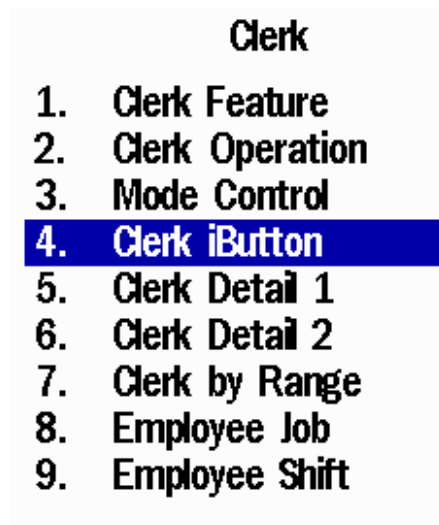 Clerk
1. Clerk Feature
2. Clerk Operation
3. Mode Control
4. Clerk iButton
5. Clerk Detail 1
6. Clerk Detail 2
7. Clerk by Range
8. Employee Job
9. Employee Shift